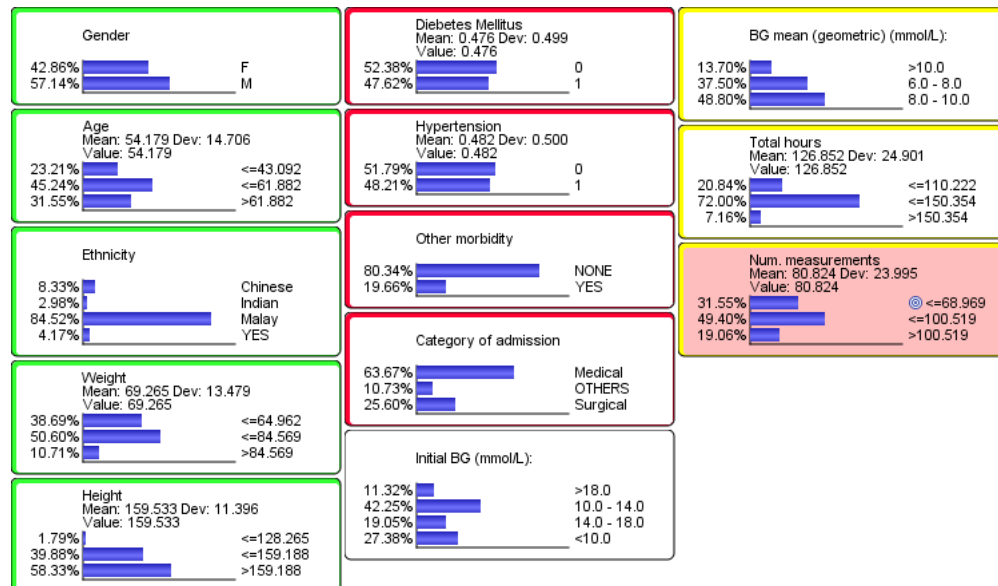 Gender
42.86% F
57.14% M
Age
Mean: 54.179 Dev: 14.706
Value: 54.179
23.21% <=43.092
45.24% <=61.882
31.55% >61.882
Ethnicity
8.33% Chinese
2.98% Indian
84.52% Malay
4.17% YES
Weight
Mean: 69.265 Dev: 13.479
Value: 69.265
38.69% <=64.962
50.60% <=84.569
10.71% >84.569
Height
Mean: 159.533 Dev: 11.396
Value: 159.533
1.79% <=128.265
39.88% <=159.188
58.33% >159.188
Diebetes Mellitus
Mean: 0.476 Dev: 0.499
Value: 0.476
52.38% 0
47.62% 1
Hypertension
Mean: 0.482 Dev: 0.500
Value: 0.482
51.79% 0
48.21% 1
Other morbidity
80.34% NONE
19.66% YES
Category of admission
63.67% Medical
10.73% OTHERS
25.60% Surgical
Initial BG (mmol/L):
11.32% >18.0
42.25% 10.0 - 14.0
19.05% 14.0 - 18.0
27.38% <10.0
BG mean (geometric) (mmol/L):
13.70% >10.0
37.50% 6.0 - 8.0
48.80% 8.0 - 10.0
Total hours
Mean: 126.852 Dev: 24.901
Value: 126.852
20.84% <=110.222
72.00% <=150.354
7.16% >150.354
Num. measurements
Mean: 80.824 Dev: 23.995
Value: 80.824
31.55% <=68.969
49.40% <=100.519
19.06% >100.519